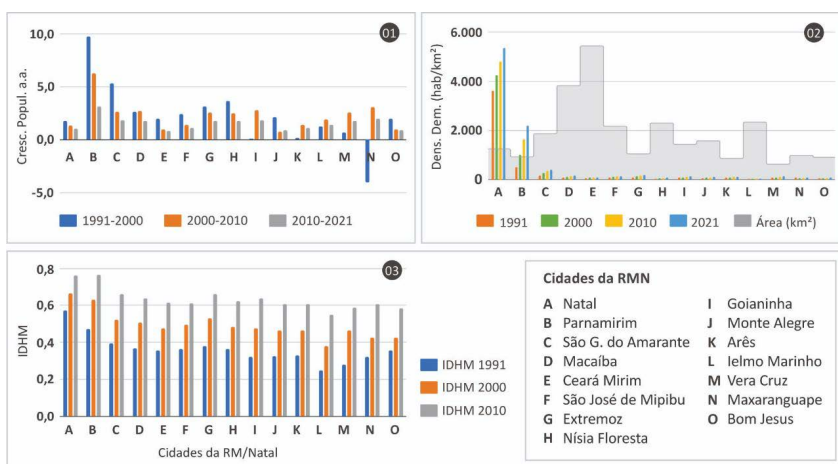 01
Cresc. Popul. a.a.
10,0
5,0
0,0
-5,0
A B C D E F G H I J K L M N O
1991-2000 2000-2010 2010-2021
02
Dens. Dem. (hab/km²)
6.000
4.000
2.000
0
A B C D E F G H I J K L M N O
1991 2000 2010 2021 Área (km²)
03
IDHM
0,8
0,6
0,4
0,2
0,0
A B C D E F G H I J K L M N O
Cidades da RM/Natal
IDHM 1991
IDHM 2000
IDHM 2010
Cidades da RMN
A Natal
B Parnamirim
C São G. do Amarante
D Macaíba
E Ceará Mirim
F São José de Mipibu
G Extremoz
H Nísia Floresta
I Goianinha
J Monte Alegre
K Arês
L Ielmo Marinho
M Vera Cruz
N Maxaranguape
O Bom Jesus